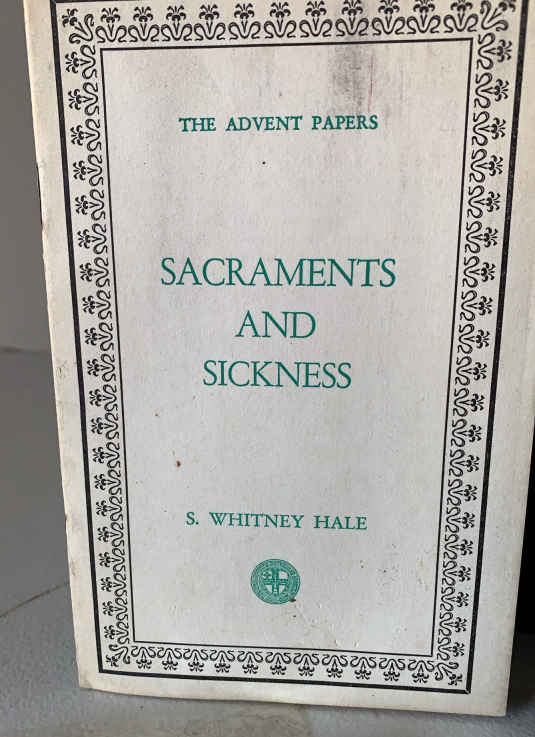 THE ADVENT PAPERS
SACRAMENTS
AND
SICKNESS
S. WHITNEY HALE